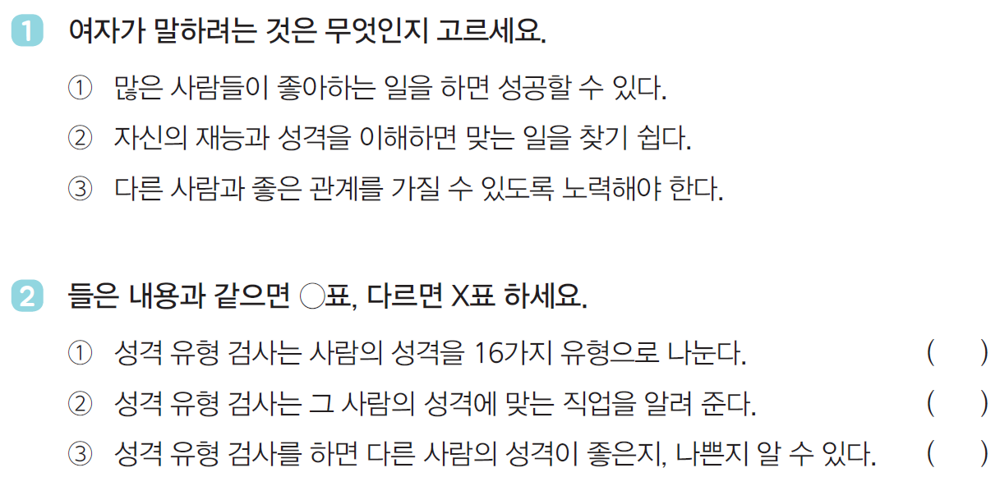 1 여자가 말하려는 것은 무엇인지 고르세요.
① 많은 사람들이 좋아하는 일을 하면 성공할 수 있다.
② 자신의 재능과 성격을 이해하면 맞는 일을 찾기 쉽다.
③ 다른 사람과 좋은 관계를 가질 수 있도록 노력해야 한다.
2 들은 내용과 같으면 ◯표, 다르면 X표 하세요.
① 성격 유형 검사는 사람의 성격을 16가지 유형으로 나눈다. ( )
② 성격 유형 검사는 그 사람의 성격에 맞는 직업을 알려 준다. ( )
③ 성격 유형 검사를 하면 다른 사람의 성격이 좋은지, 나쁜지 알 수 있다. ( )